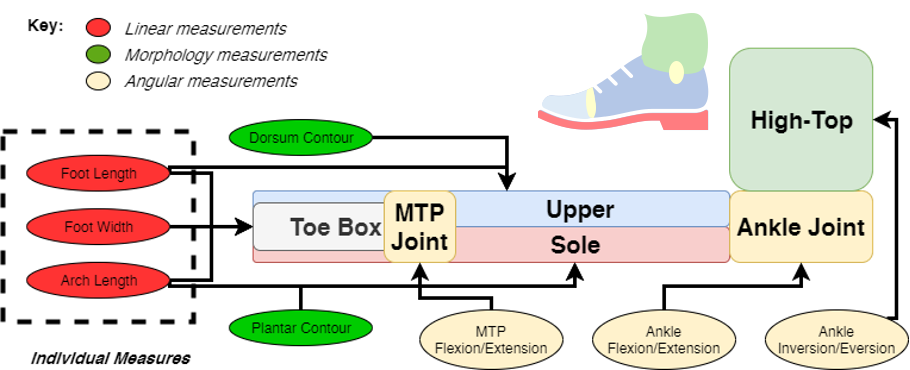 Key:
Linear measurements
Morphology measurements
Angular measurements
Dorsum Contour
High-Top
Foot Length
Foot Width
Arch Length
Toe Box
MTP
Joint
Upper
Sole
Ankle Joint
Plantar Contour
MTP
Flexion/Extension
Ankle
Flexion/Extension
Ankle
Inversion/Eversion
Individual Measures